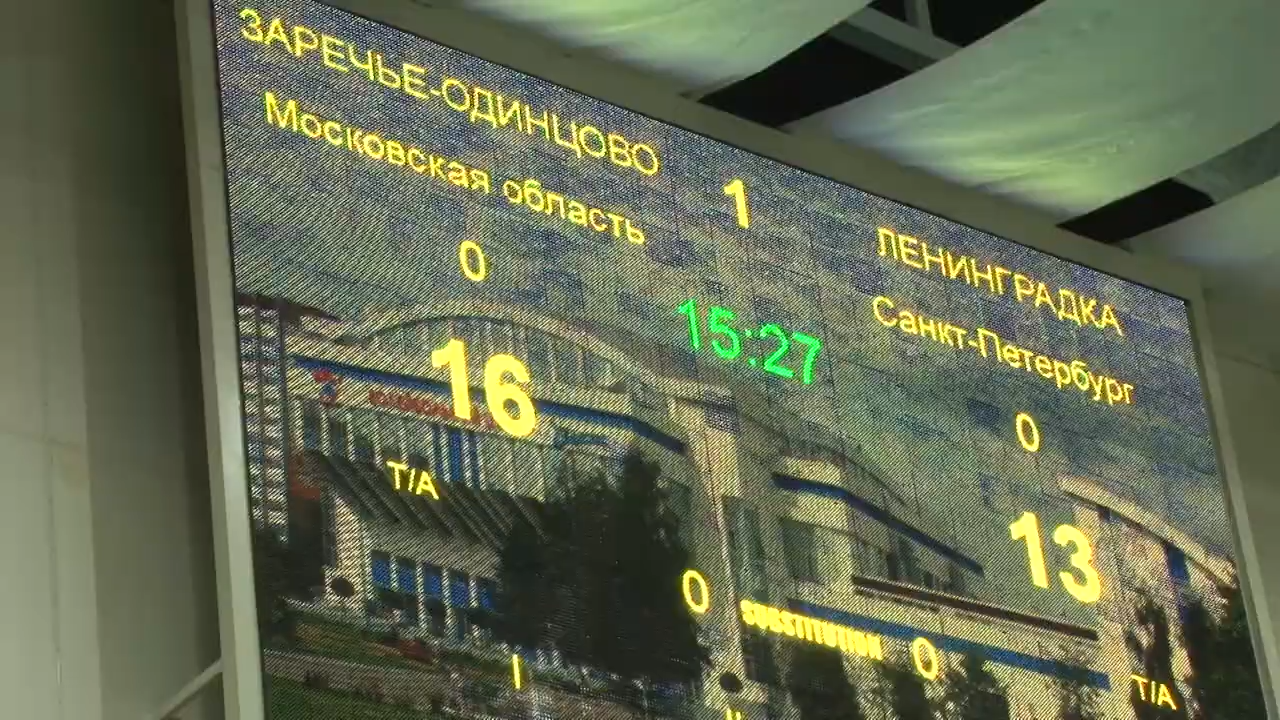 ЗАРЕЧЬЕ-ОДИНЦОВО
Московская область
1
ЛЕНИНГРАДКА
Санкт-Петербург
0
15:27
0
16
13
T/A
0 SUBSTITUTION 0
T/A
I